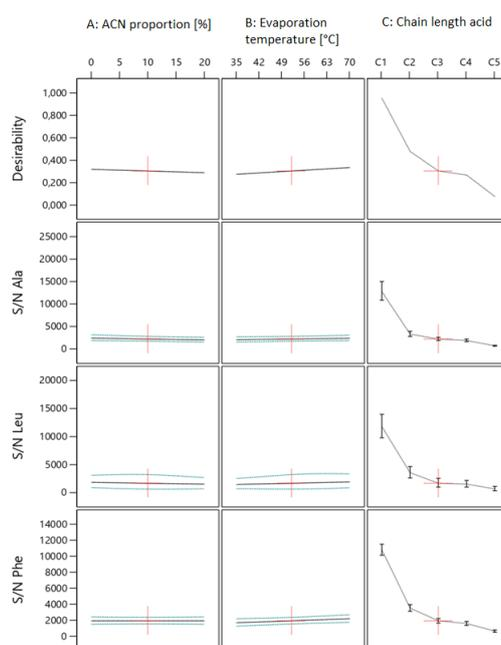 A: ACN proportion [%]
B: Evaporation
temperature [°C]
C: Chain length acid
0 5 10 15 20
35 42 49 56 63 70
C1 C2 C3 C4 C5
Desirability
1,000
0,800
0,600
0,400
0,200
0,000
S/N Ala
25000
20000
15000
10000
5000
0
S/N Leu
20000
15000
10000
5000
0
S/N Phe
14000
12000
10000
8000
6000
4000
2000
0